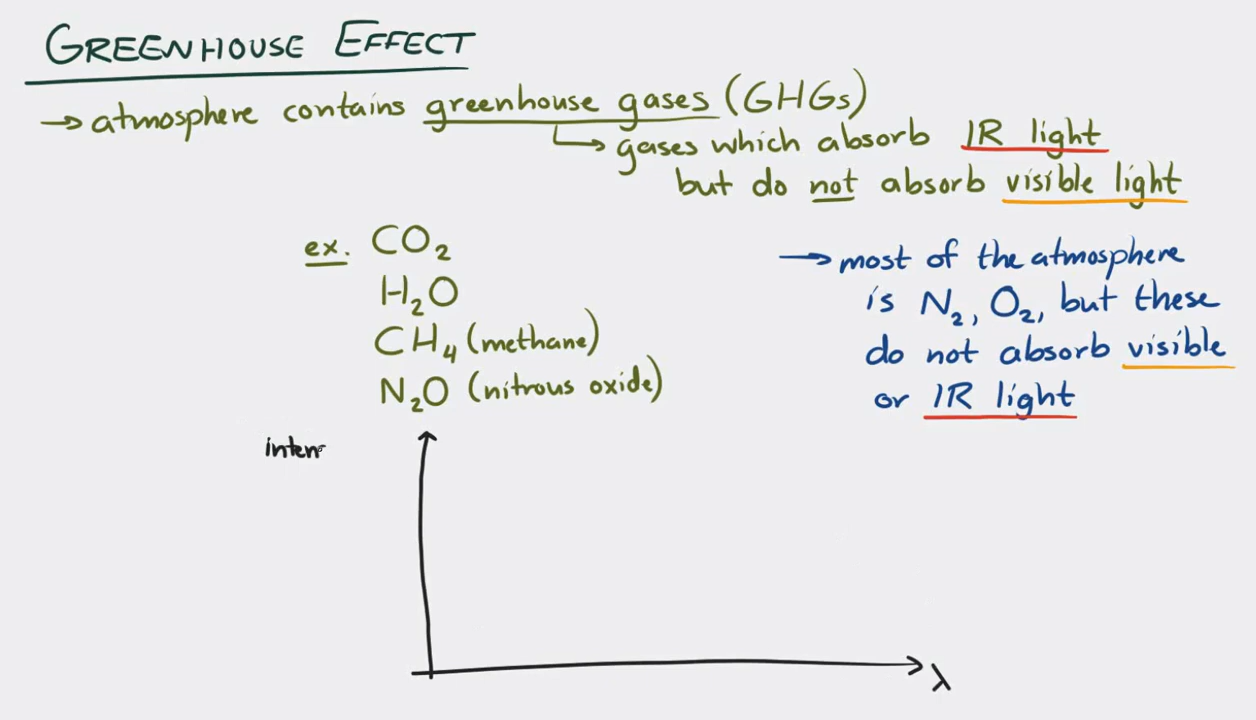 GREENHOUSE EFFECT
→ atmosphere contains greenhouse gases (GHGs)
→ gases which absorb IR light
but do not absorb visible light
ex. CO₂
H₂O
CH₄ (methane)
N₂O (nitrous oxide)
→ most of the atmosphere
is N₂, O₂, but these
do not absorb visible
or IR light
inten
λ